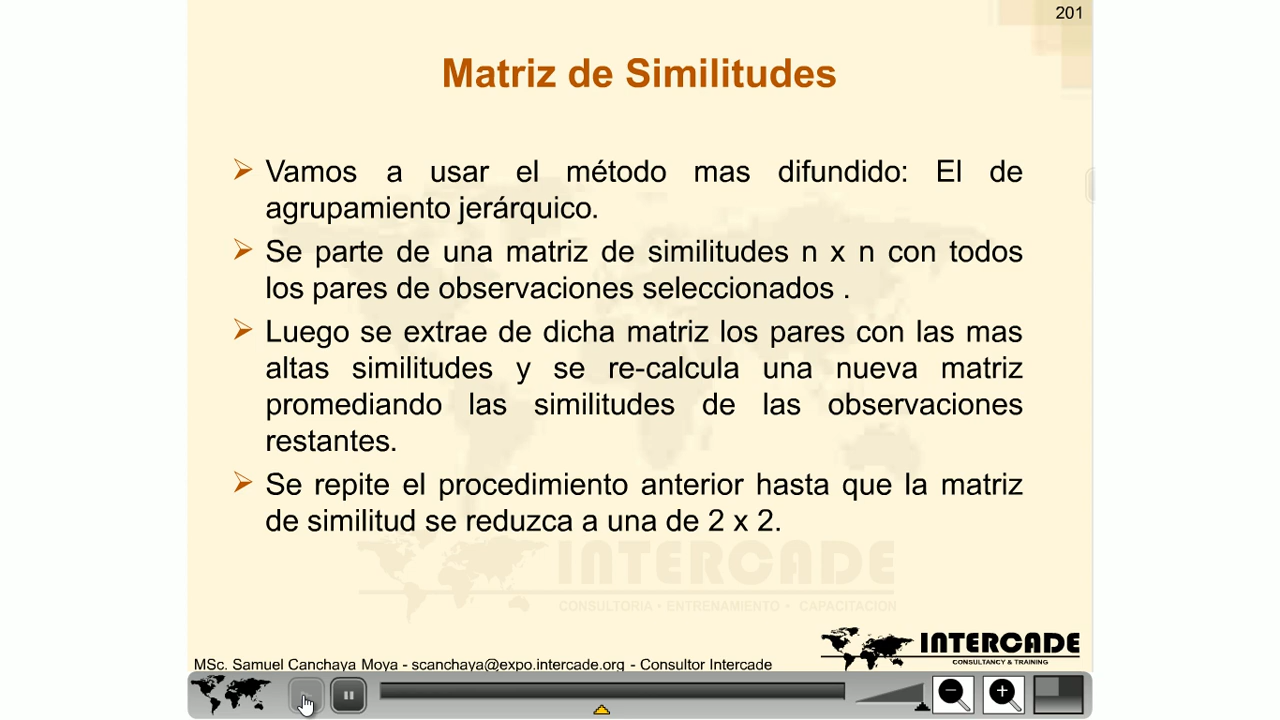 201
Matriz de Similitudes
Vamos a usar el método mas difundido: El de
agrupamiento jerárquico.
Se parte de una matriz de similitudes n x n con todos
los pares de observaciones seleccionados .
Luego se extrae de dicha matriz los pares con las mas
altas similitudes y se re-calcula una nueva matriz
promediando las similitudes de las observaciones
restantes.
Se repite el procedimiento anterior hasta que la matriz
de similitud se reduzca a una de 2 x 2.
INTERCADE
CONSULTORIA • ENTRENAMIENTO • CAPACITACION
INTERCADE
CONSULTANCY & TRAINING
MSc. Samuel Canchaya Moya - scanchaya@expo.intercade.org - Consultor Intercade